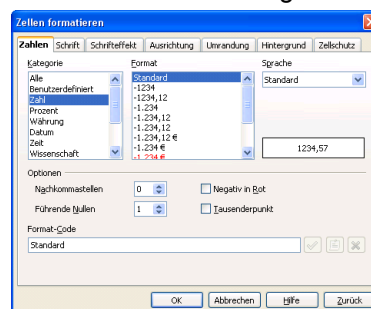 Zellen formatieren
Zahlen Schrift Schrifteffekt Ausrichtung Umrandung Hintergrund Zellschutz
Kategorie Format Sprache
Alle
Benutzerdefiniert
Zahl
Prozent
Währung
Datum
Zeit
Wissenschaft
Standard
-1234
-1234,12
-1.234
-1.234,12
-1.234,12
-1.234,12 €
-1.234 €
-1.234 €
Standard
1234,57
Optionen
Nachkommastellen 0 Negativ in Rot
Führende Nullen 1 Tausenderpunkt
Format-Code
Standard
OK Abbrechen Hilfe Zurück